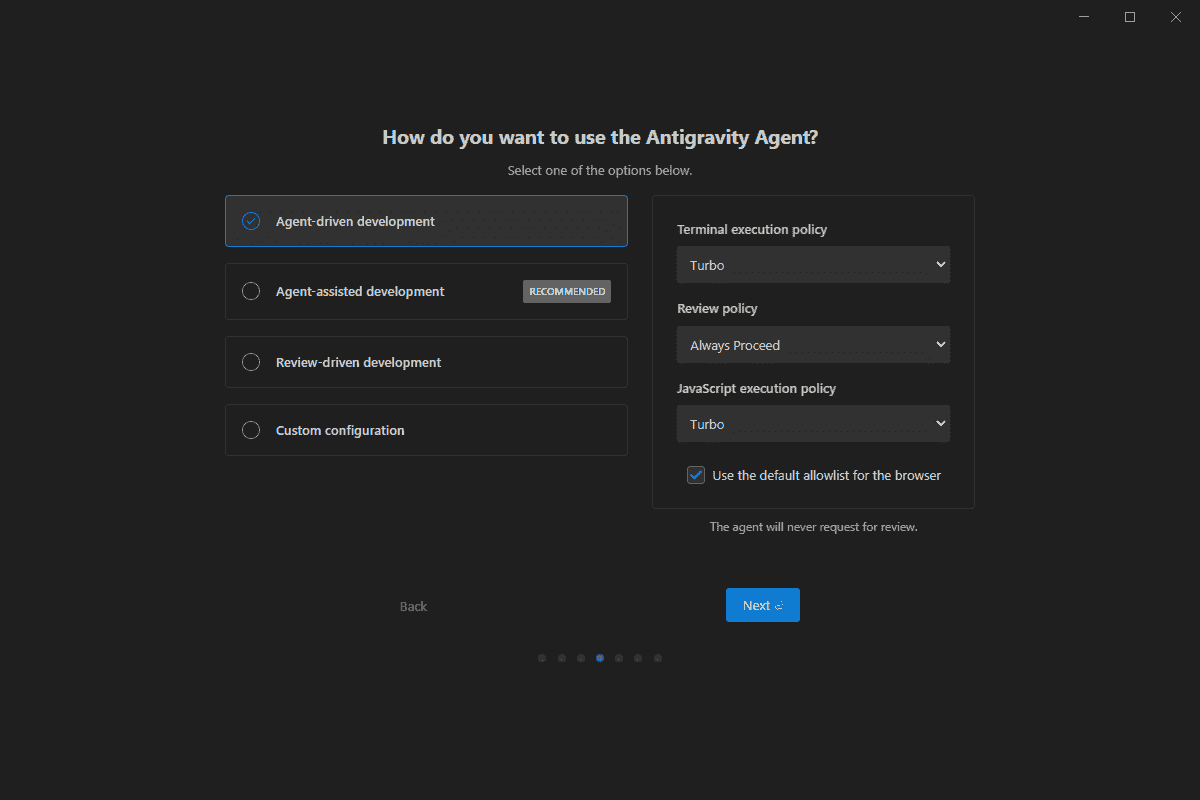 How do you want to use the Antigravity Agent?
Select one of the options below.
Agent-driven development
Agent-assisted development
RECOMMENDED
Review-driven development
Custom configuration
Terminal execution policy
Turbo
Review policy
Always Proceed
JavaScript execution policy
Turbo
Use the default allowlist for the browser
The agent will never request for review.
Back
Next